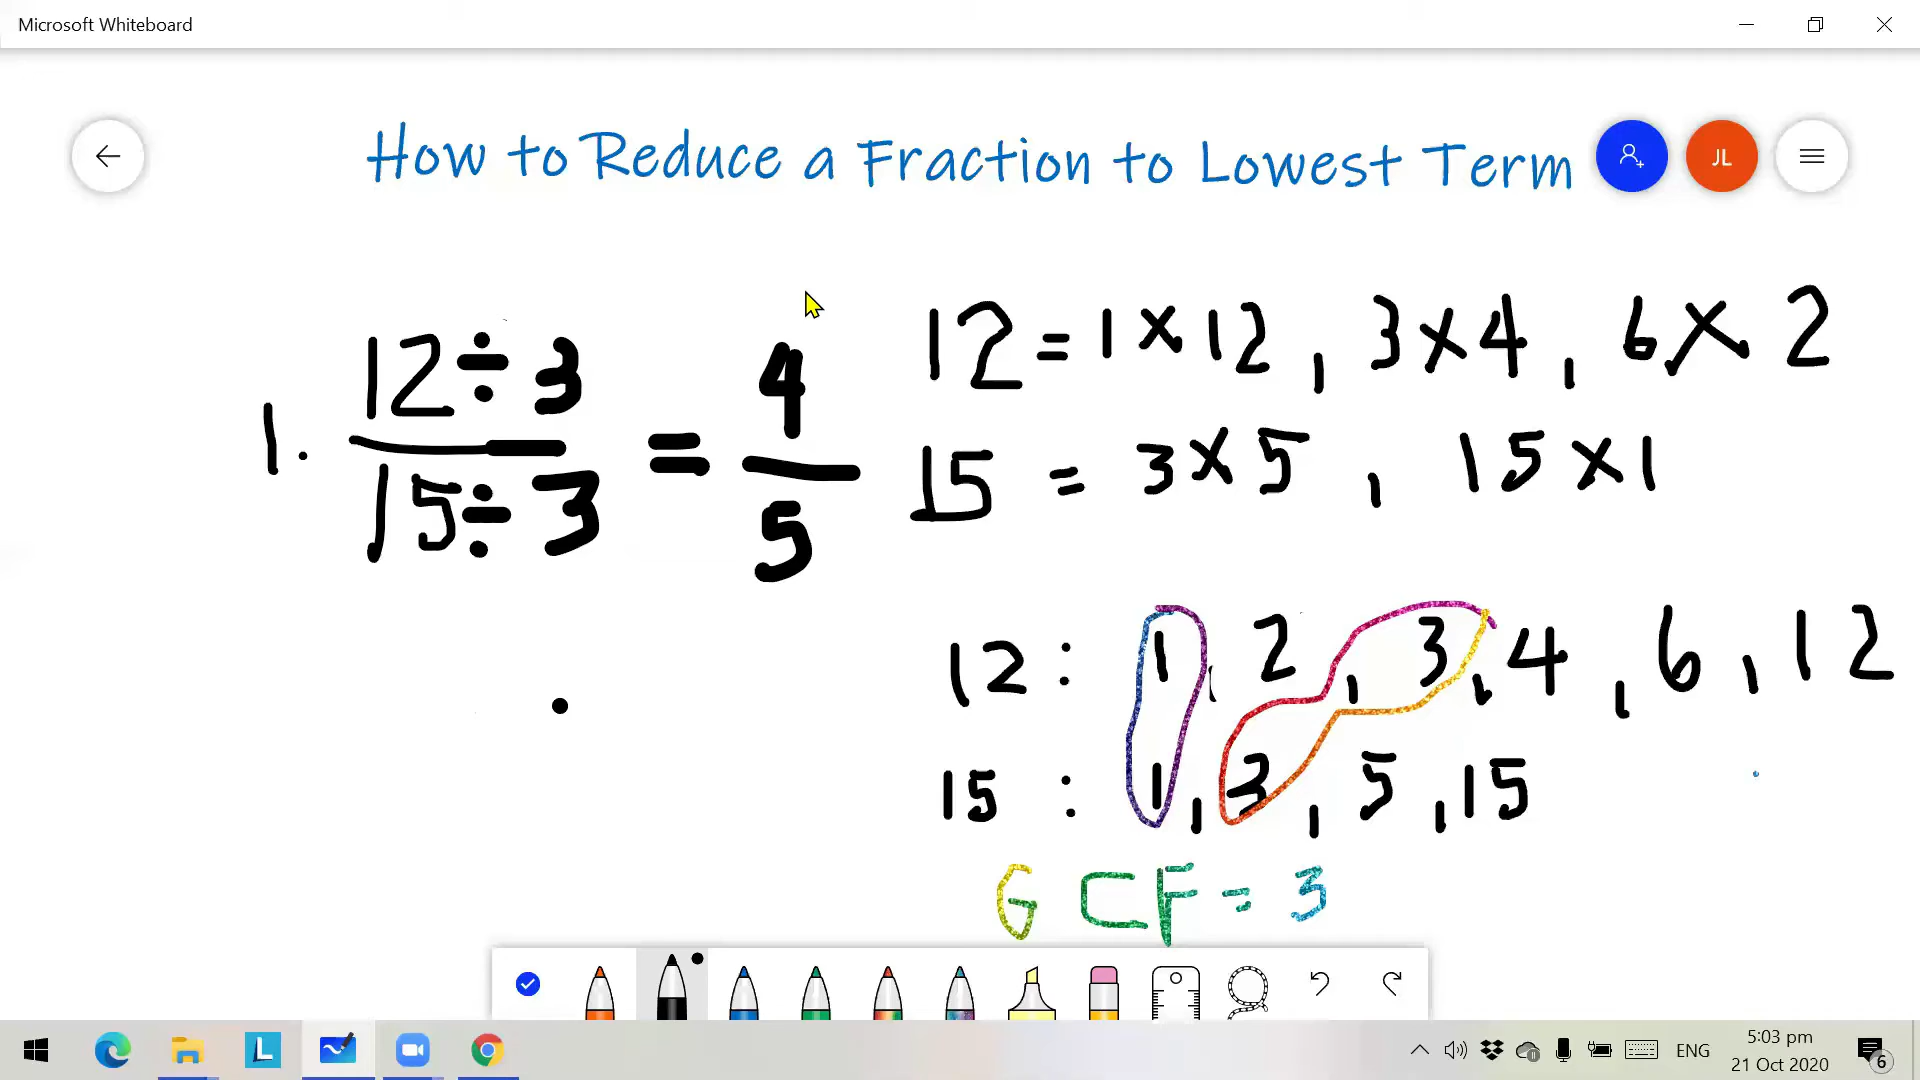 Microsoft Whiteboard
How to Reduce a Fraction to Lowest Term
JL
1. 12÷3 / 15÷3 = 4 / 5
12 = 1 x 12 , 3 x 4 , 6 x 2
15 = 3 x 5 , 15 x 1
12 : 1 , 2 , 3 , 4 , 6 , 12
15 : 1 , 3 , 5 , 15
GCF = 3
L
ENG
5:03 pm
21 Oct 2020
6